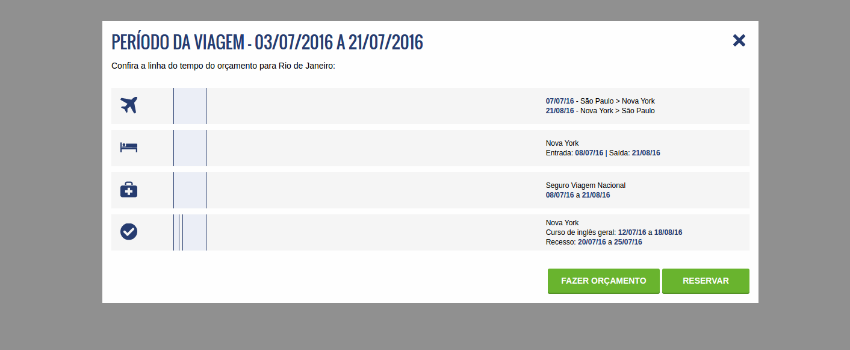 PERÍODO DA VIAGEM - 03/07/2016 A 21/07/2016
Confira a linha do tempo do orçamento para Rio de Janeiro:
07/07/16 - São Paulo > Nova York
21/08/16 - Nova York > São Paulo
Nova York
Entrada: 08/07/16 | Saída: 21/08/16
Seguro Viagem Nacional
08/07/16 a 21/08/16
Nova York
Curso de inglês geral: 12/07/16 a 18/08/16
Recesso: 20/07/16 a 25/07/16
FAZER ORÇAMENTO
RESERVAR